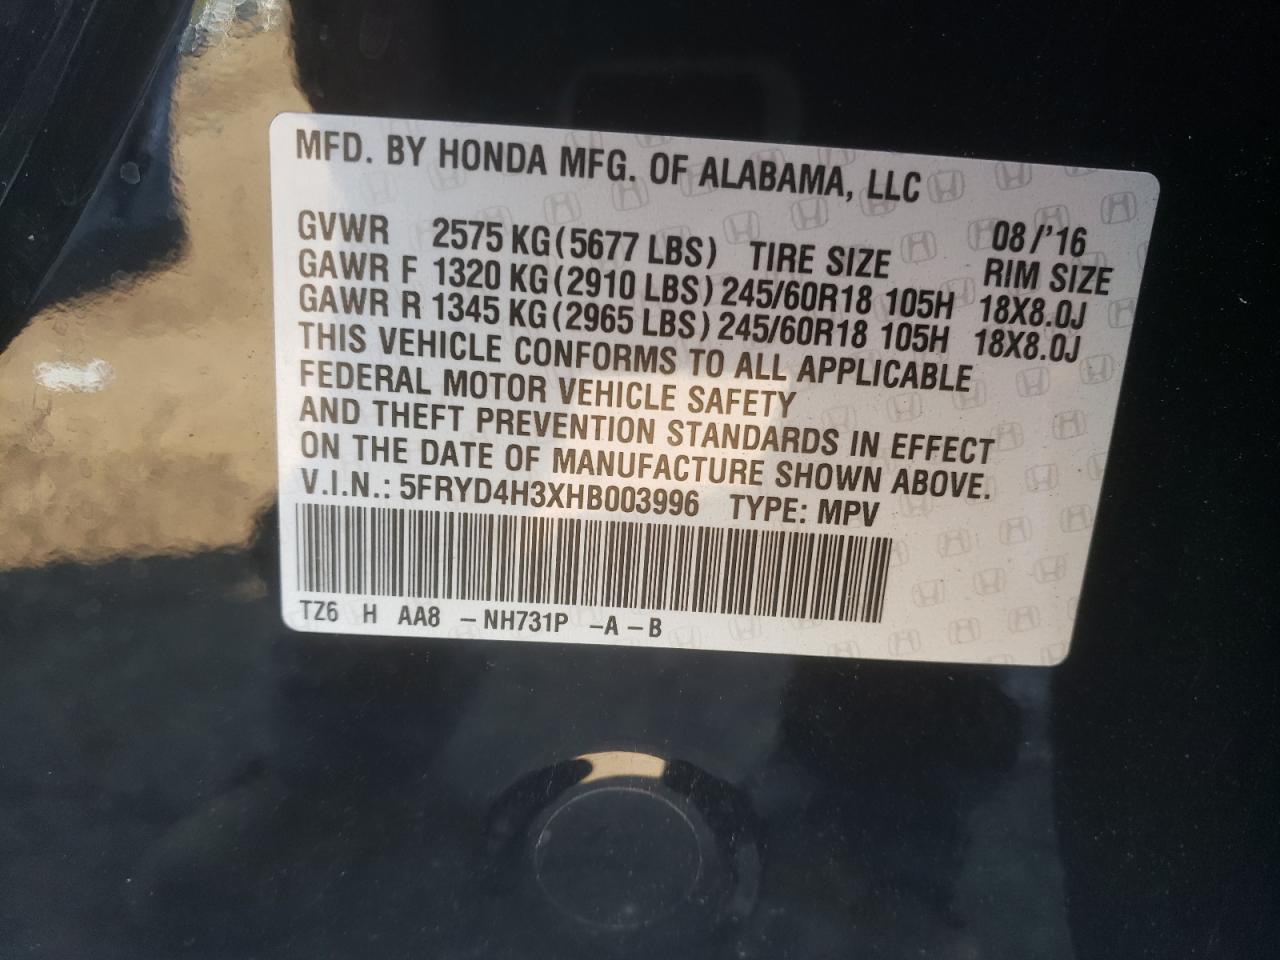 MFD. BY HONDA MFG. OF ALABAMA, LLC
08/'16
GVWR 2575 KG(5677 LBS) TIRE SIZE RIM SIZE
GAWR F 1320 KG(2910 LBS) 245/60R18 105H 18X8.0J
GAWR R 1345 KG(2965 LBS) 245/60R18 105H 18X8.0J
THIS VEHICLE CONFORMS TO ALL APPLICABLE
FEDERAL MOTOR VEHICLE SAFETY
AND THEFT PREVENTION STANDARDS IN EFFECT
ON THE DATE OF MANUFACTURE SHOWN ABOVE.
V.I.N.: 5FRYD4H3XHB003996 TYPE: MPV
TZ6 H AA8 -NH731P -A-B